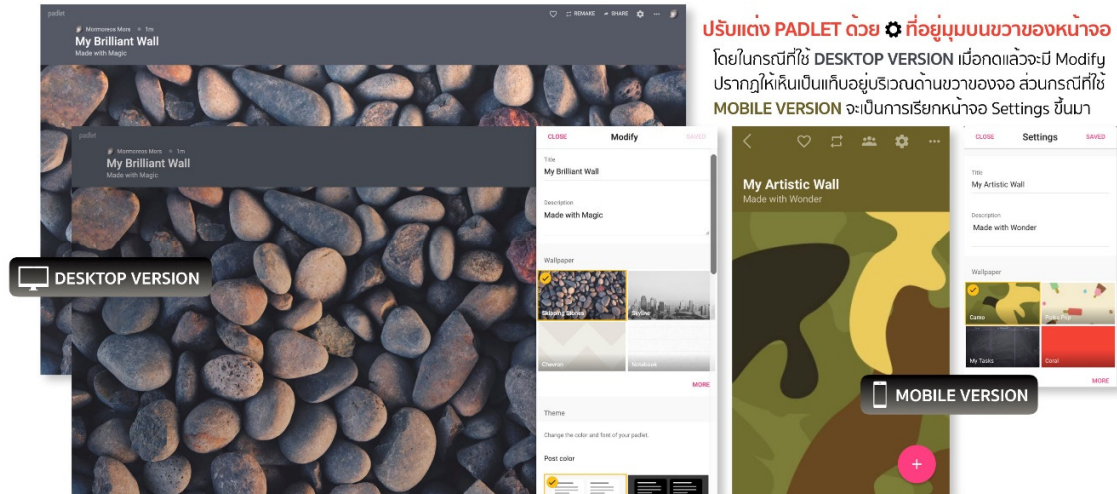 padlet
REMAKE
SHARE
Mormoreos Mors 1m
My Brilliant Wall
Made with Magic
ปรับแต่ง PADLET ด้วย ที่อยู่มุมบนขวาของหน้าจอ
โดยในกรณีที่ใช้ DESKTOP VERSION เมื่อกดแล้วจะมี Modify
ปรากฏให้เห็นเป็นแท็บอยู่บริเวณด้านขวาของจอ ส่วนกรณีที่ใช้
MOBILE VERSION จะเป็นการเรียกหน้าจอ Settings ขึ้นมา
padlet
Mormoreos Mors 1m
My Brilliant Wall
Made with Magic
DESKTOP VERSION
CLOSE Modify SAVED
Title
My Brilliant Wall
Description
Made with Magic
Wallpaper
Skipping Stones
Skyline
Chevron
Notebook
MORE
Theme
Change the color and font of your padlet.
Post color
My Artistic Wall
Made with Wonder
MOBILE VERSION
CLOSE Settings SAVED
Title
My Artistic Wall
Description
Made with Wonder
Wallpaper
Camo
My Tasks
Coral
MORE